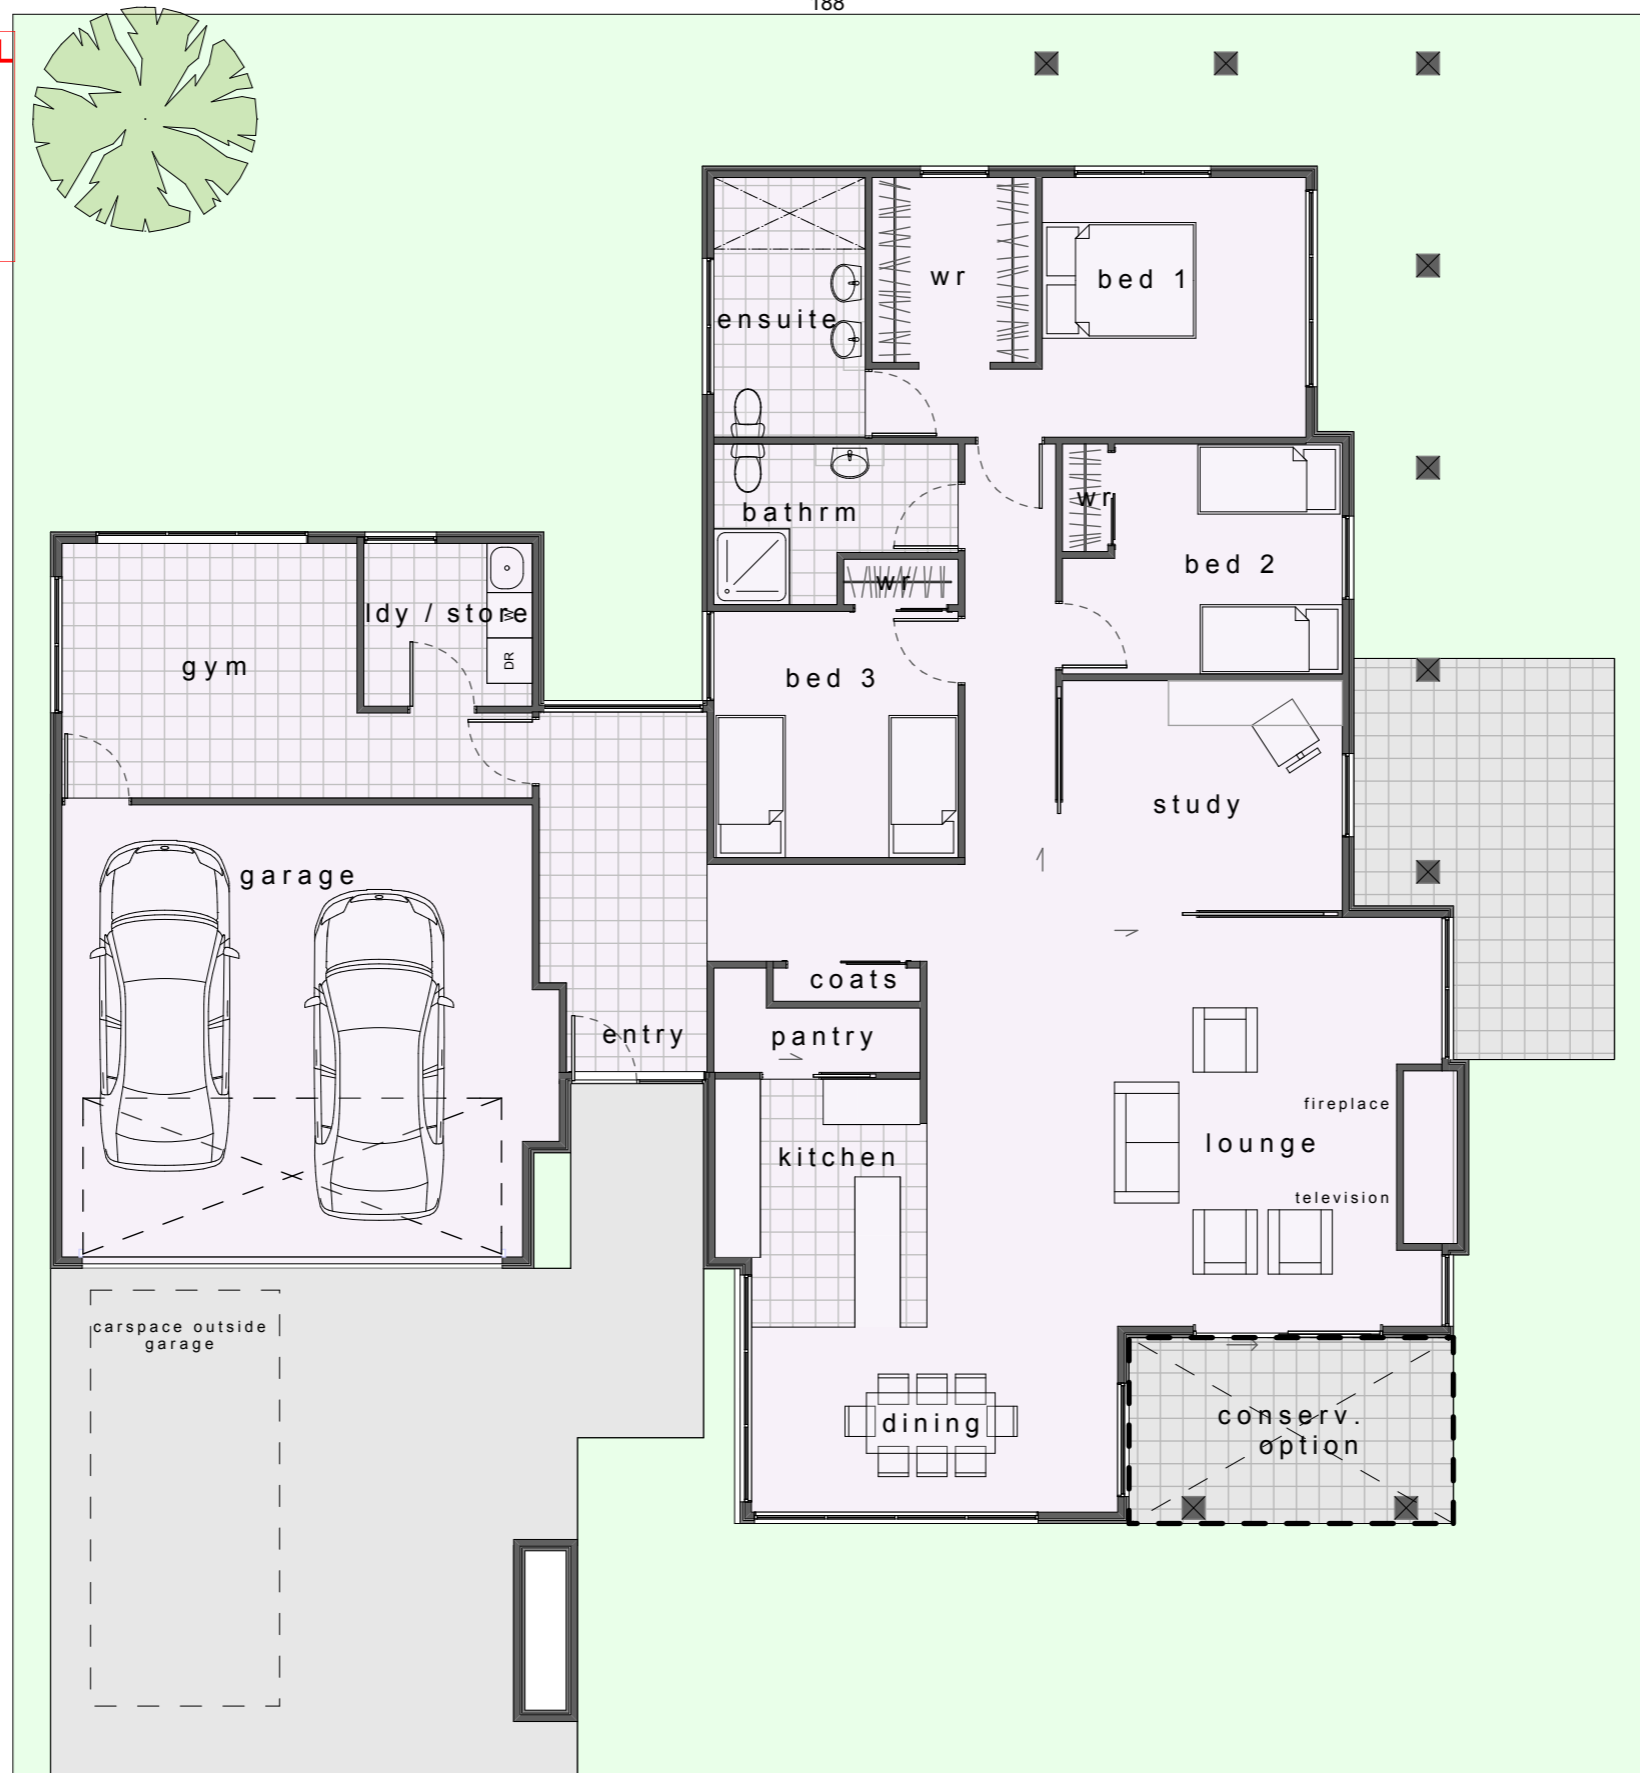 188
wr
bed 1
ensuite
wr
bathrm
bed 2
wr
ldy / store
W
DR
gym
bed 3
study
garage
coats
entry
pantry
fireplace
lounge
kitchen
television
carspace outside
garage
dining
conserv.
option